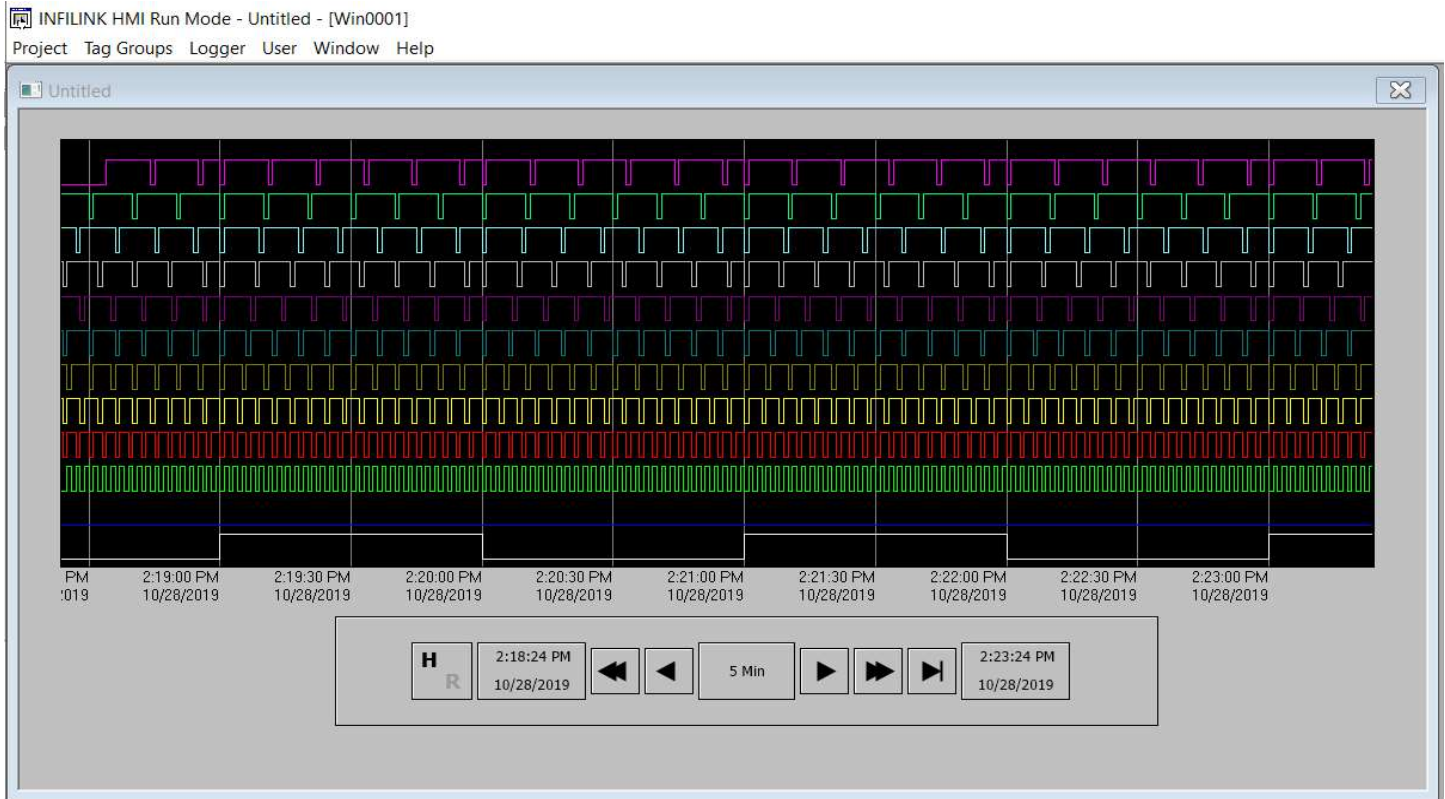 INFILINK HMI Run Mode - Untitled - [Win0001]
Project Tag Groups Logger User Window Help
Untitled
PM 2:19:00 PM 2:19:30 PM 2:20:00 PM 2:20:30 PM 2:21:00 PM 2:21:30 PM 2:22:00 PM 2:22:30 PM 2:23:00 PM
:019 10/28/2019 10/28/2019 10/28/2019 10/28/2019 10/28/2019 10/28/2019 10/28/2019 10/28/2019 10/28/2019
H R
2:18:24 PM
10/28/2019
5 Min
2:23:24 PM
10/28/2019